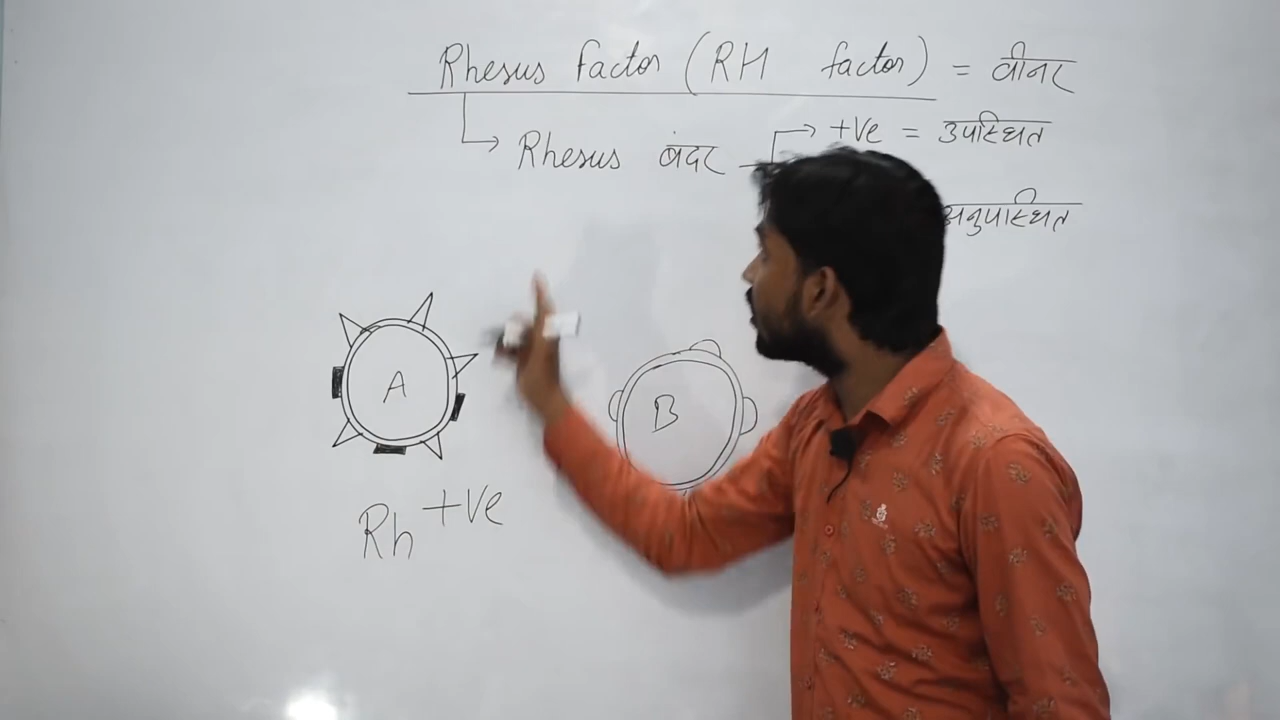 Rhesus factor (RH factor) = वीनर
Rhesus बंदर → +Ve = उपस्थित
अनुपस्थित
A
B
Rh +Ve